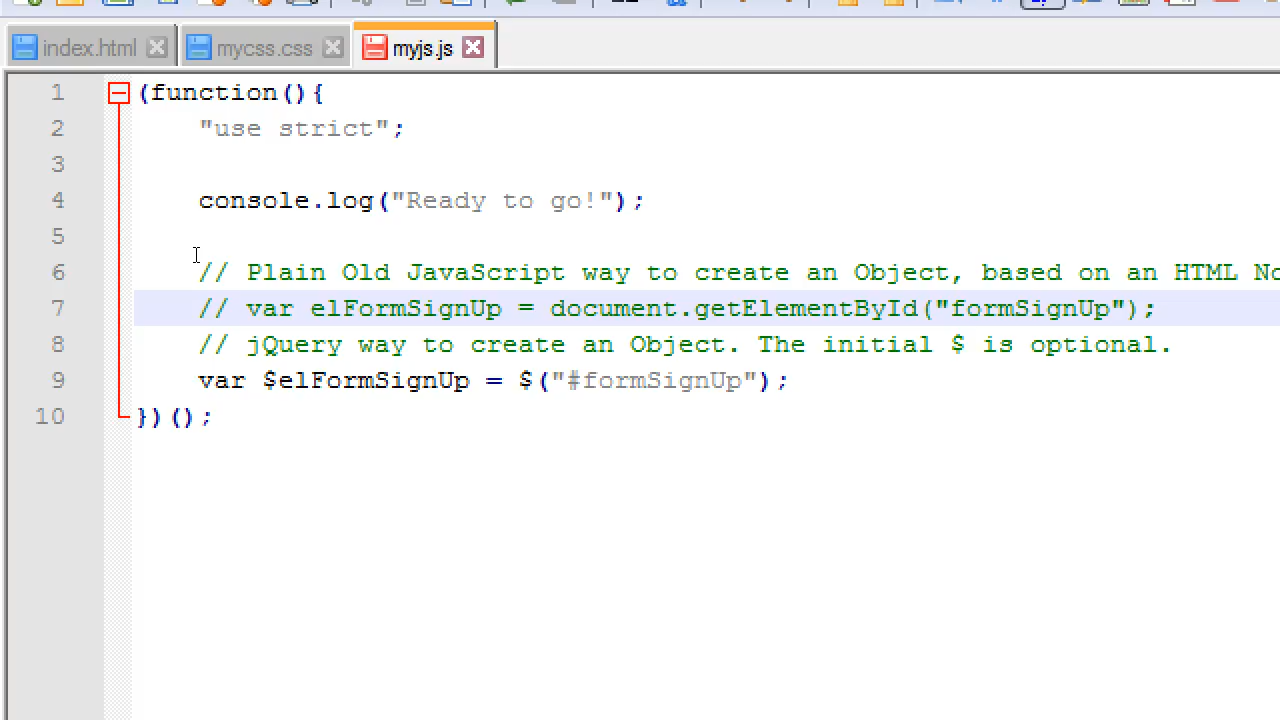 index.html mycss.css myjs.js
1 (function(){
2 "use strict";
3
4 console.log("Ready to go!");
5
6 // Plain Old JavaScript way to create an Object, based on an HTML
7 // var elFormSignUp = document.getElementById("formSignUp");
8 // jQuery way to create an Object. The initial $ is optional.
9 var $elFormSignUp = $("#formSignUp");
10 })();